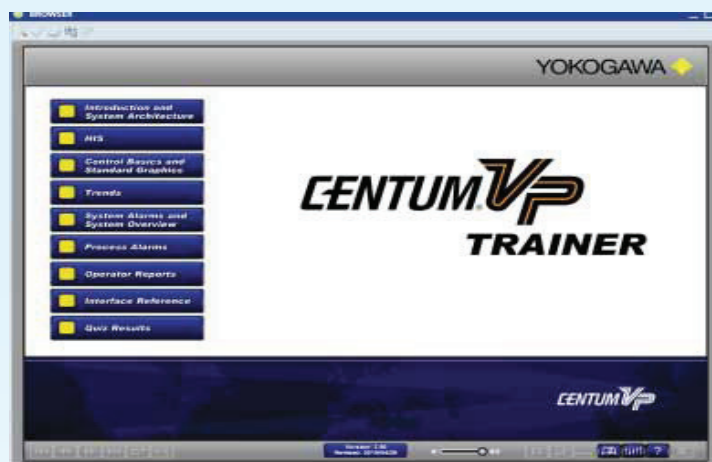 BROWSER
YOKOGAWA
Introduction and
System Architecture
HIS
Control Basics and
Standard Graphics
Trends
System Alarms and
System Overview
Process Alarms
Operator Reports
Interface Reference
Quiz Results
CENTUM VP
TRAINER
CENTUM VP
?